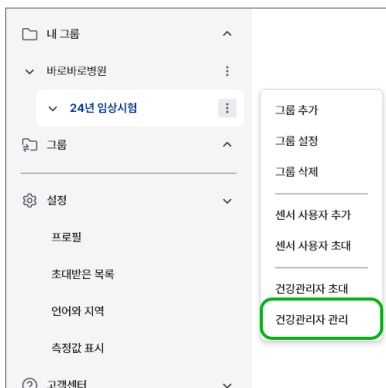 내 그룹
바로바로병원
24년 임상시험
그룹
설정
프로필
초대받은 목록
언어와 지역
측정값 표시
고객센터
그룹 추가
그룹 설정
그룹 삭제
센서 사용자 추가
센서 사용자 초대
건강관리자 초대
건강관리자 관리